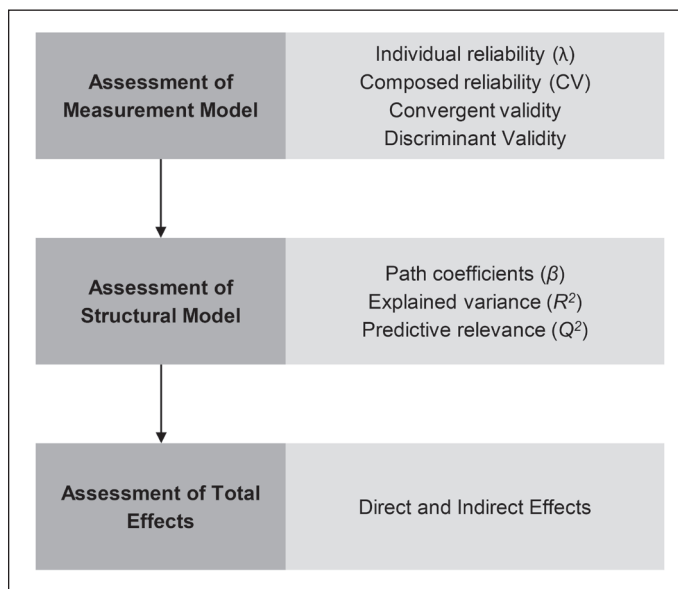 Assessment of
Measurement Model
Individual reliability (λ)
Composed reliability (CV)
Convergent validity
Discriminant Validity
Assessment of
Structural Model
Path coefficients (β)
Explained variance (R²)
Predictive relevance (Q²)
Assessment of Total
Effects
Direct and Indirect Effects